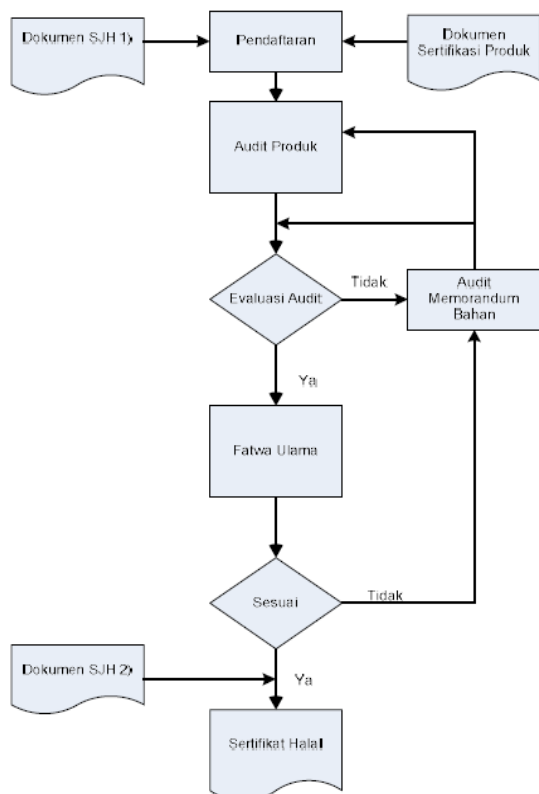 Dokumen SJH 1)
Pendaftaran
Dokumen
Sertifikasi Produk
Audit Produk
Evaluasi Audit
Tidak
Audit
Memorandum
Bahan
Ya
Fatwa Ulama
Sesuai
Tidak
Dokumen SJH 2)
Ya
Sertifikat Halal